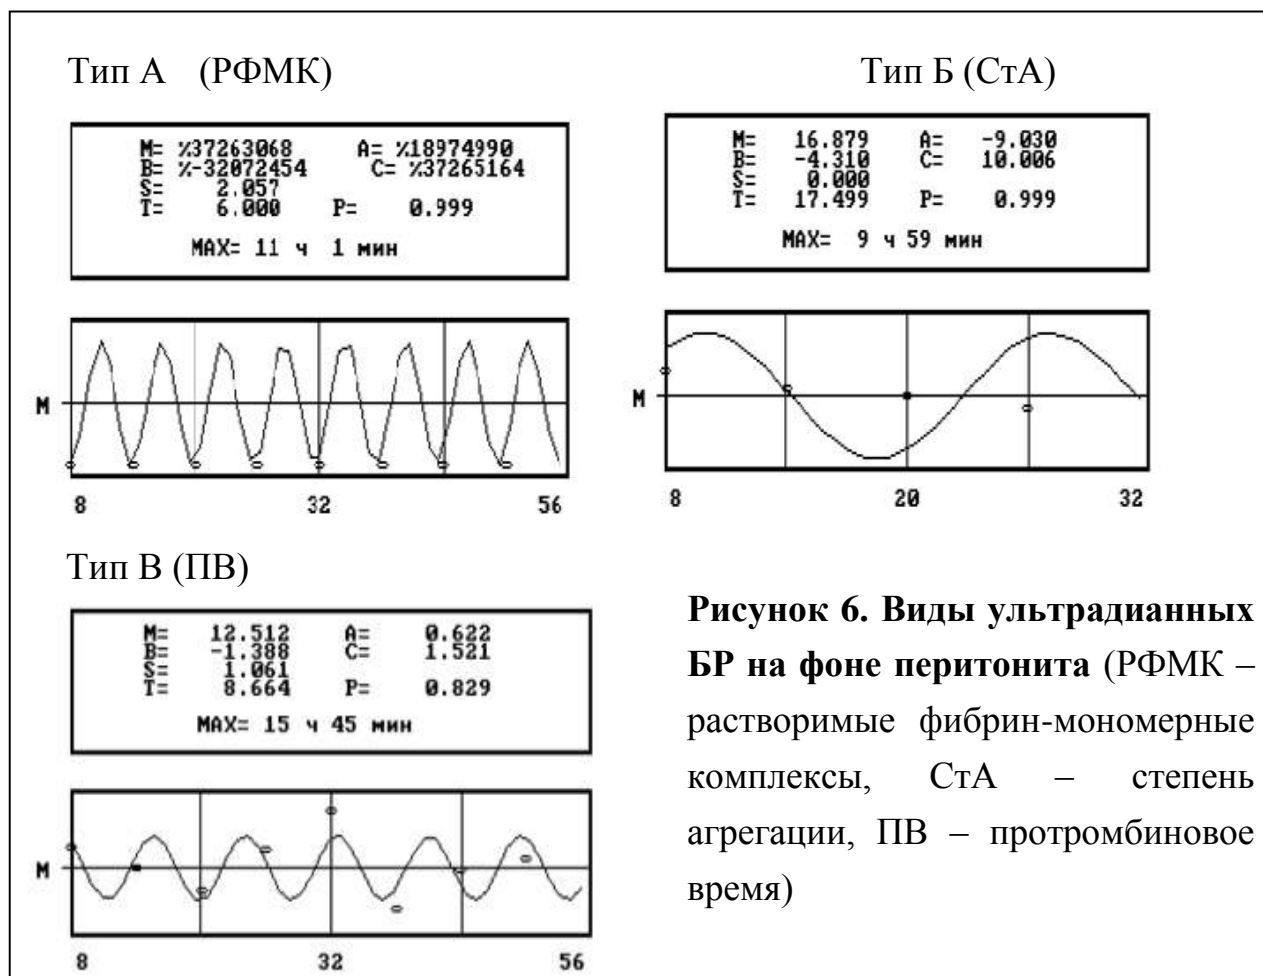 Тип А (РФМК)
M= %37263068 A= %18974990
B= %-32072454 C= %37265164
S= 2.057
T= 6.000 P= 0.999
MAX= 11 ч 1 мин
M
8 32 56
Тип Б (СтА)
M= 16.879 A= -9.030
B= -4.310 C= 10.006
S= 0.000
T= 17.499 P= 0.999
MAX= 9 ч 59 мин
M
8 20 32
Тип В (ПВ)
M= 12.512 A= 0.622
B= -1.388 C= 1.521
S= 1.061
T= 8.664 P= 0.829
MAX= 15 ч 45 мин
M
8 32 56
Рисунок 6. Виды ультрадианных
БР на фоне перитонита (РФМК –
растворимые фибрин-мономерные
комплексы, СтА – степень
агрегации, ПВ – протромбиновое
время)